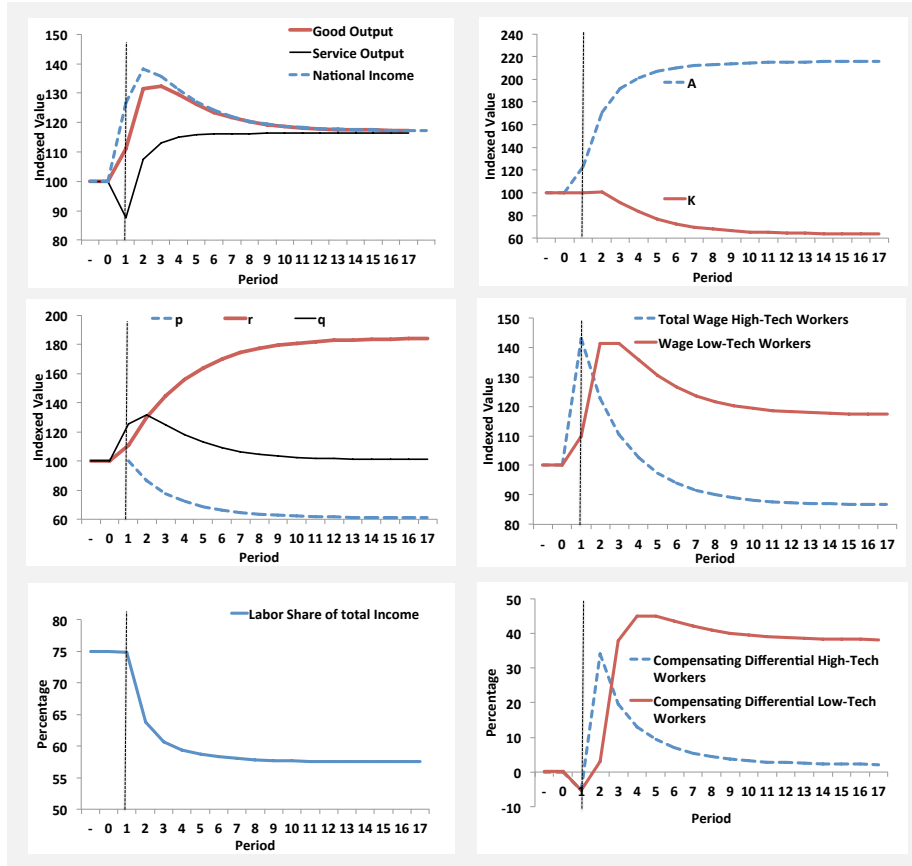 Good Output
Service Output
National Income
150
140
130
120
110
100
90
80
Indexed Value
- 0 1 2 3 4 5 6 7 8 9 10 11 12 13 14 15 16 17
Period
240
220
200
180
160
140
120
100
80
60
Indexed Value
A
K
- 0 1 2 3 4 5 6 7 8 9 10 11 12 13 14 15 16 17
Period
p r q
200
180
160
140
120
100
80
60
Indexed Value
- 0 1 2 3 4 5 6 7 8 9 10 11 12 13 14 15 16 17
Period
Total Wage High-Tech Workers
Wage Low-Tech Workers
150
140
130
120
110
100
90
80
Indexed Value
- 0 1 2 3 4 5 6 7 8 9 10 11 12 13 14 15 16 17
Period
Labor Share of total Income
80
75
70
65
60
55
50
Percentage
- 0 1 2 3 4 5 6 7 8 9 10 11 12 13 14 15 16 17
Period
50
40
30
20
10
0
-10
Percentage
Compensating Differential High-Tech
Workers
Compensating Differential Low-Tech
Workers
- 0 1 2 3 4 5 6 7 8 9 10 11 12 13 14 15 16 17
Period